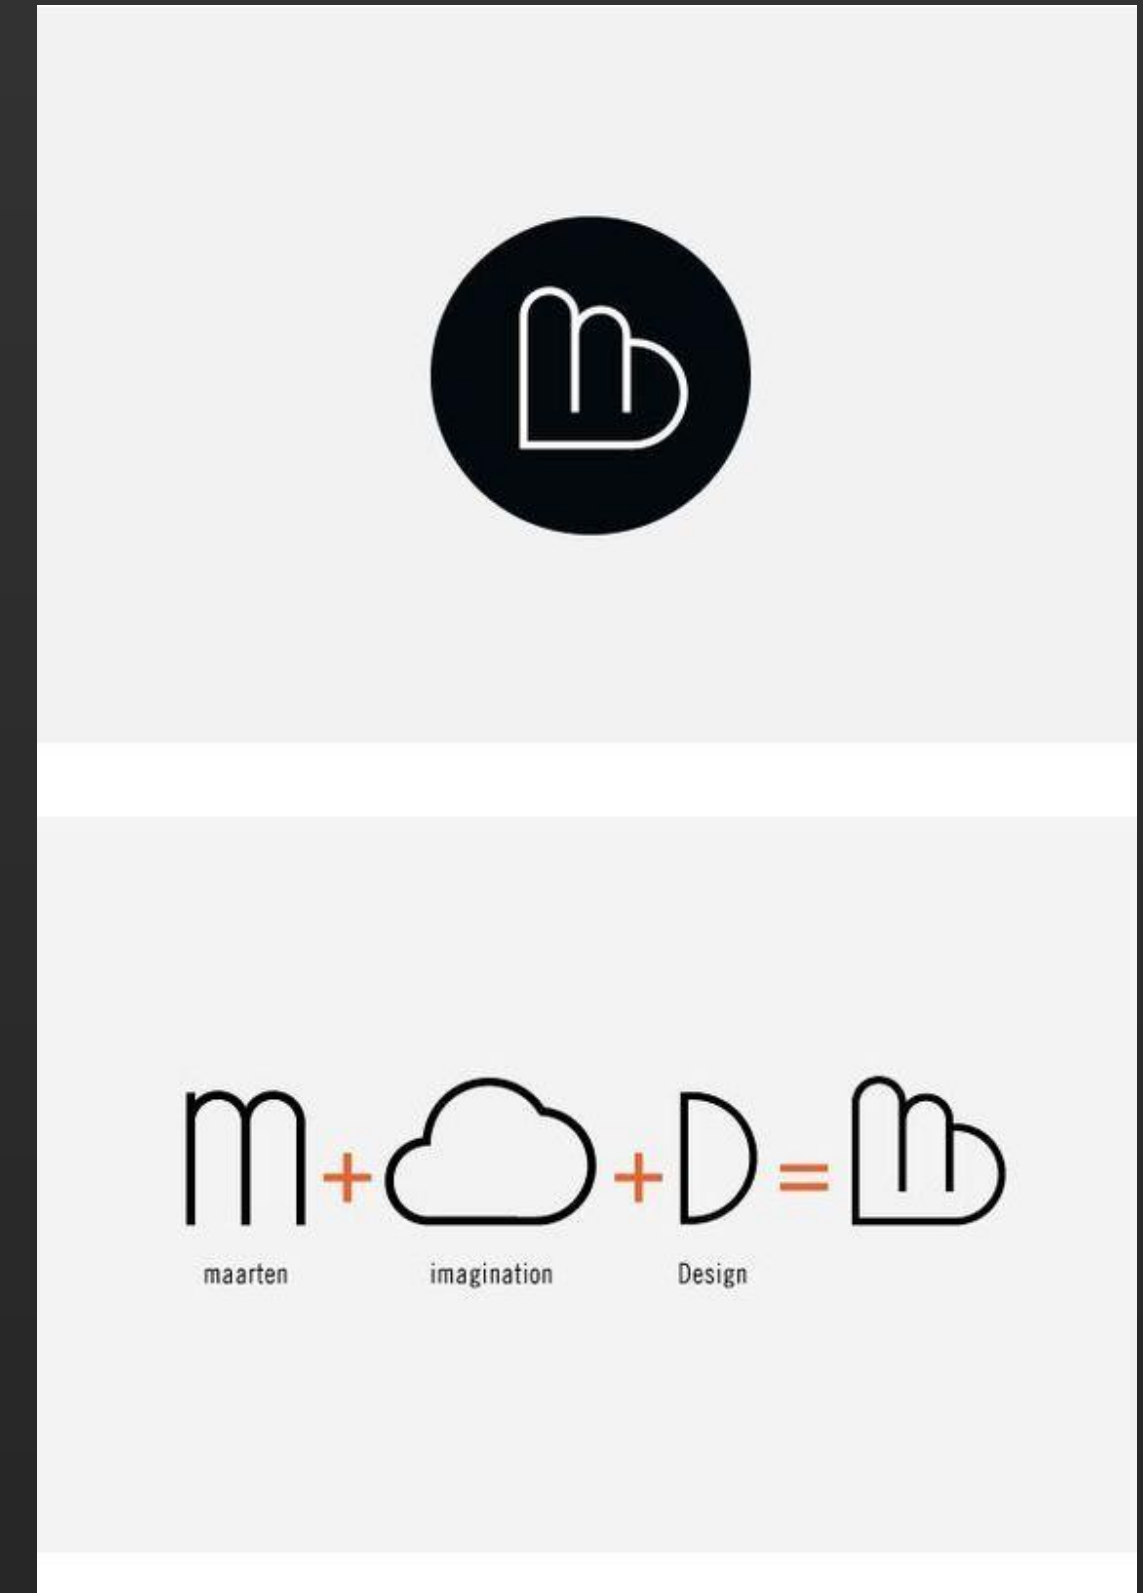 m + + D =
maarten imagination Design